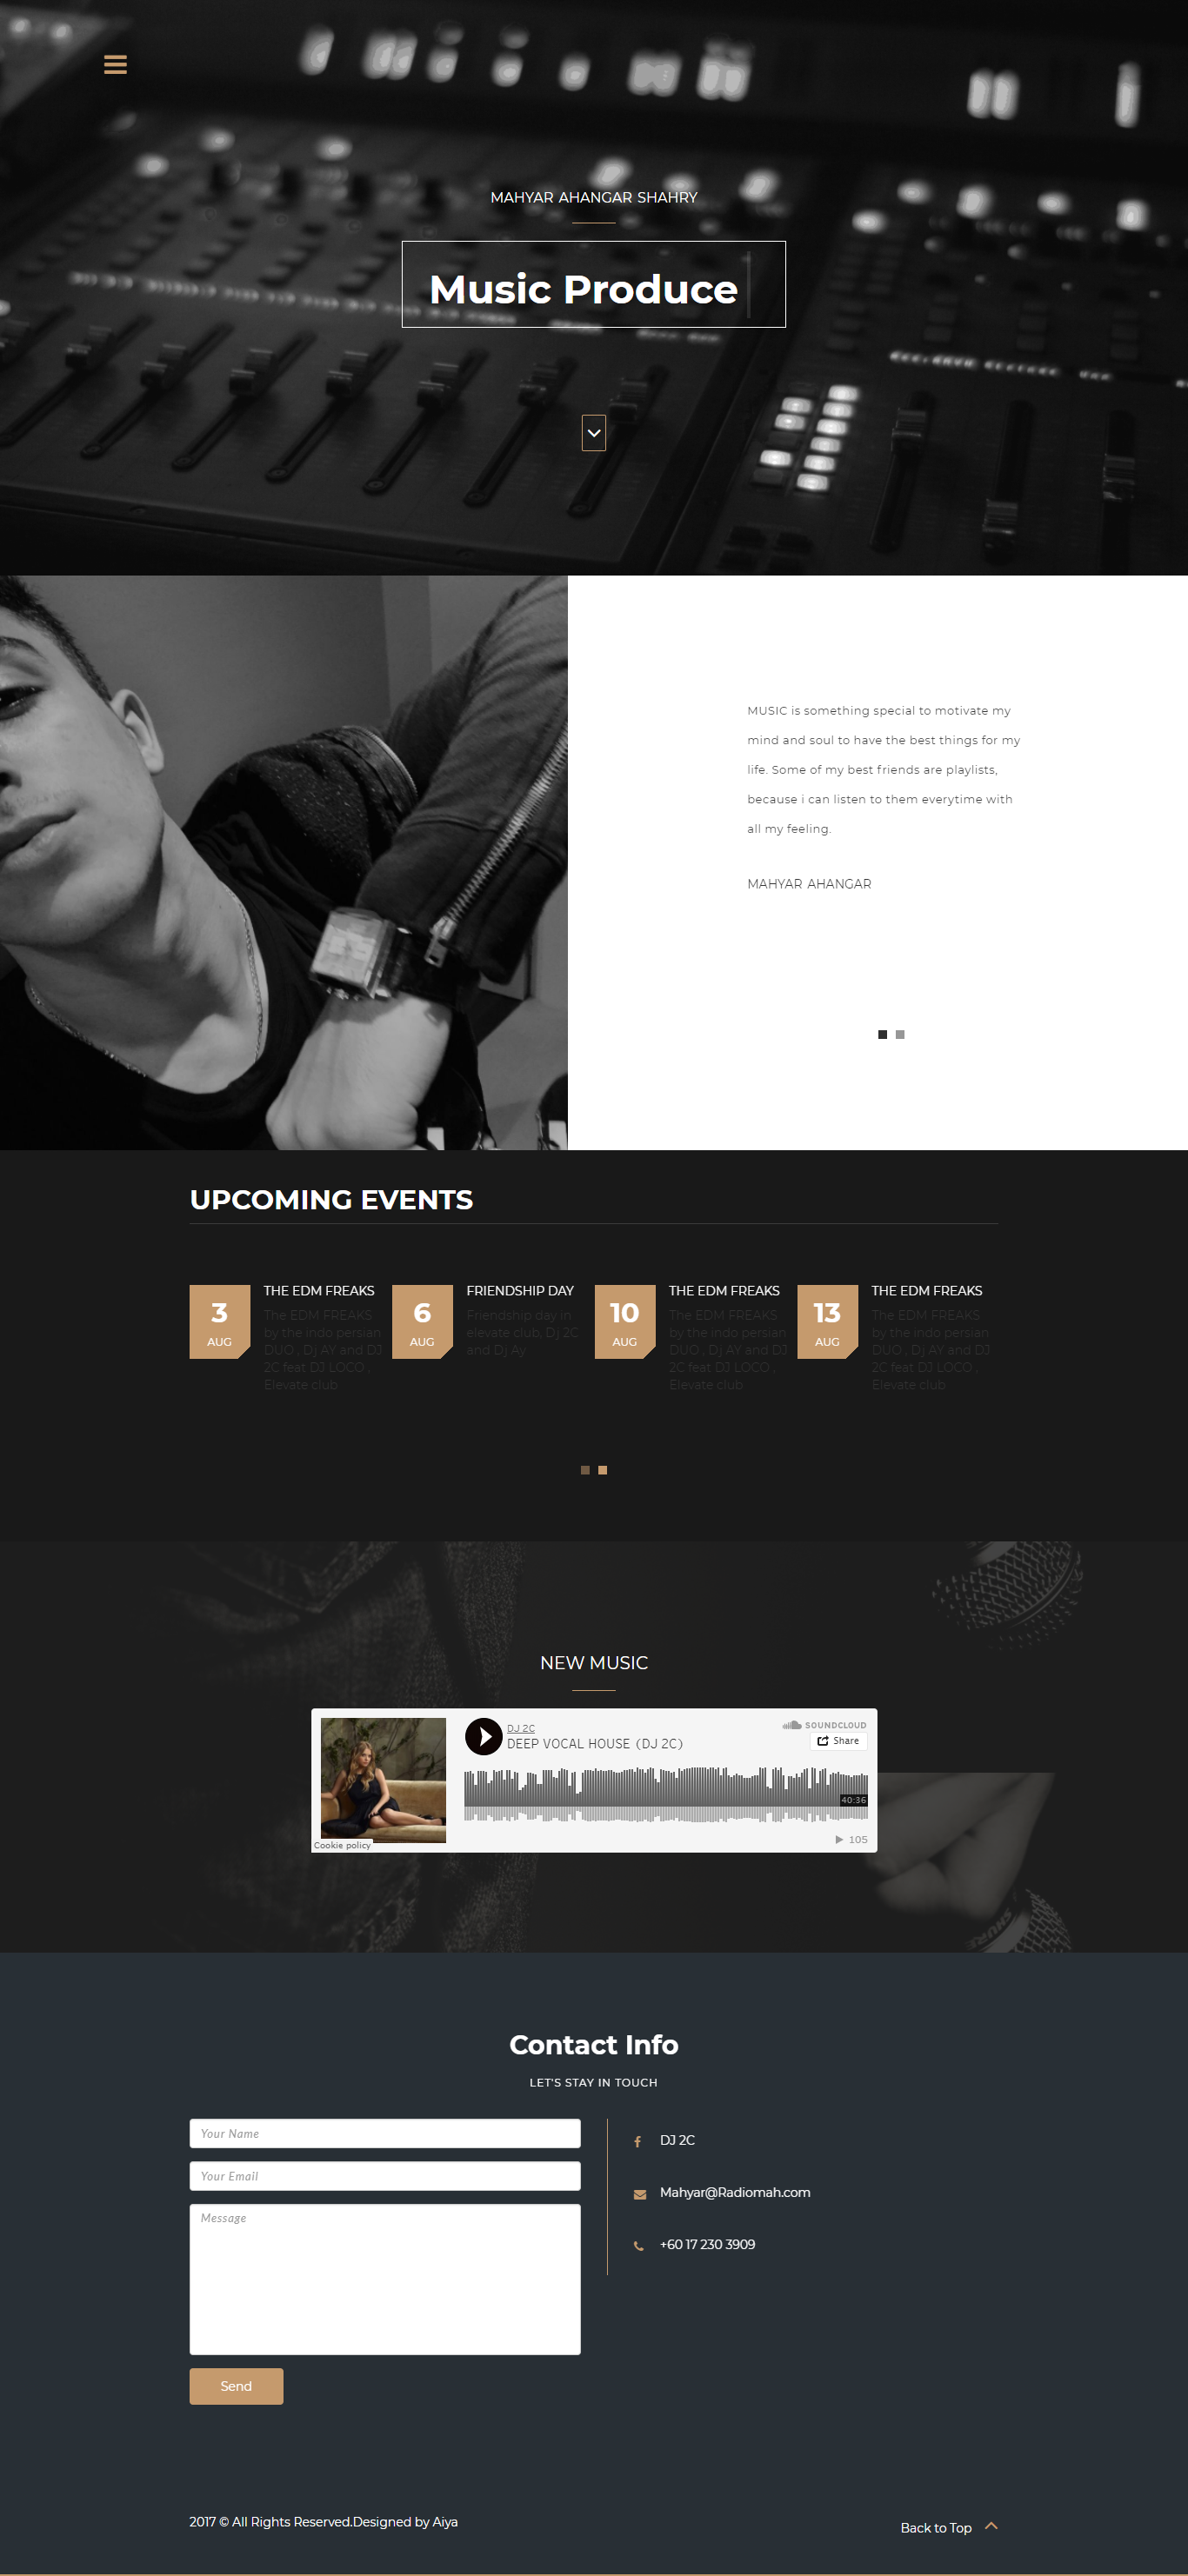 MAHYAR AHANGAR SHAHRY
Music Produce
MUSIC is something special to motivate my
mind and soul to have the best things for my
life. Some of my best friends are playlists,
because i can listen to them everytime with
all my feeling.
MAHYAR AHANGAR
UPCOMING EVENTS
3
AUG
THE EDM FREAKS
The EDM FREAKS
by the indo persian
DUO , Dj AY and DJ
2C feat DJ LOCO ,
Elevate club
6
AUG
FRIENDSHIP DAY
Friendship day in
elevate club, Dj 2C
and Dj Ay
10
AUG
THE EDM FREAKS
The EDM FREAKS
by the indo persian
DUO , Dj AY and DJ
2C feat DJ LOCO ,
Elevate club
13
AUG
THE EDM FREAKS
The EDM FREAKS
by the indo persian
DUO , Dj AY and DJ
2C feat DJ LOCO ,
Elevate club
NEW MUSIC
DJ 2C
DEEP VOCAL HOUSE (DJ 2C)
SOUNDCLOUD
Share
40:36
Cookie policy
105
Contact Info
LET'S STAY IN TOUCH
Your Name
Your Email
Message
Send
DJ 2C
Mahyar@Radiomah.com
+60 17 230 3909
2017 © All Rights Reserved.Designed by Aiya
Back to Top